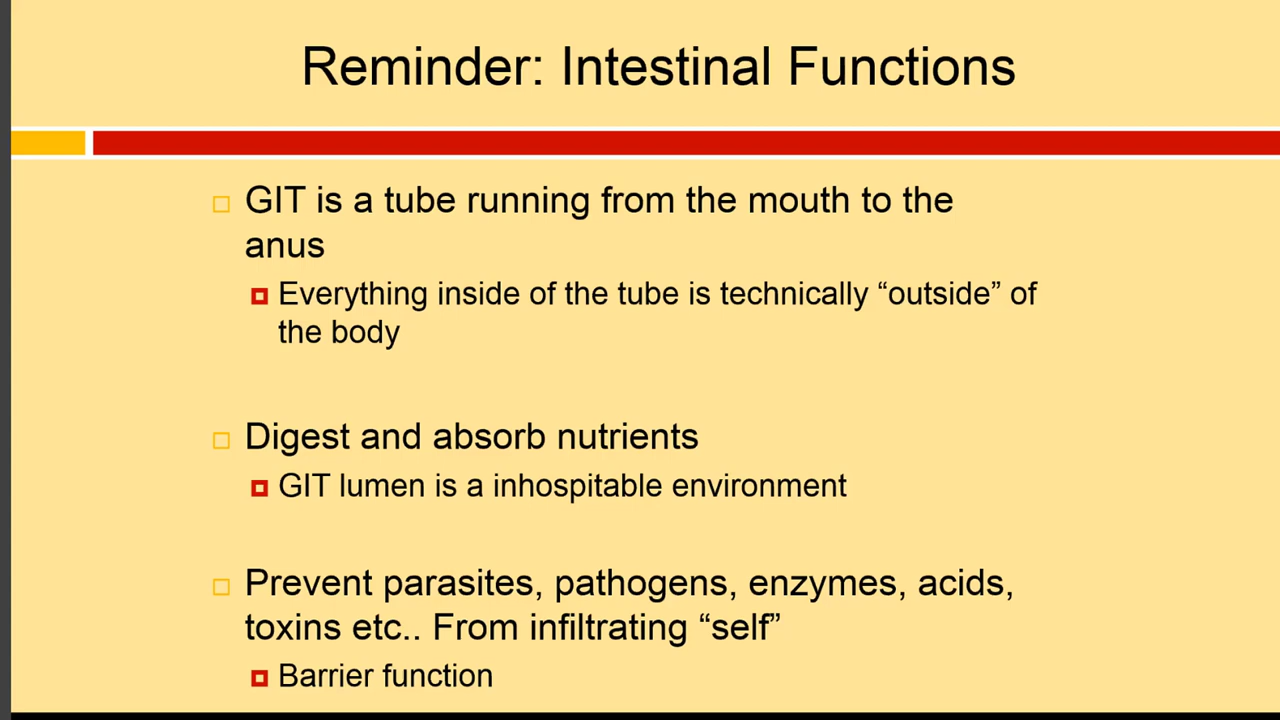 Reminder: Intestinal Functions
GIT is a tube running from the mouth to the
anus
Everything inside of the tube is technically “outside” of
the body
Digest and absorb nutrients
GIT lumen is a inhospitable environment
Prevent parasites, pathogens, enzymes, acids,
toxins etc.. From infiltrating “self”
Barrier function